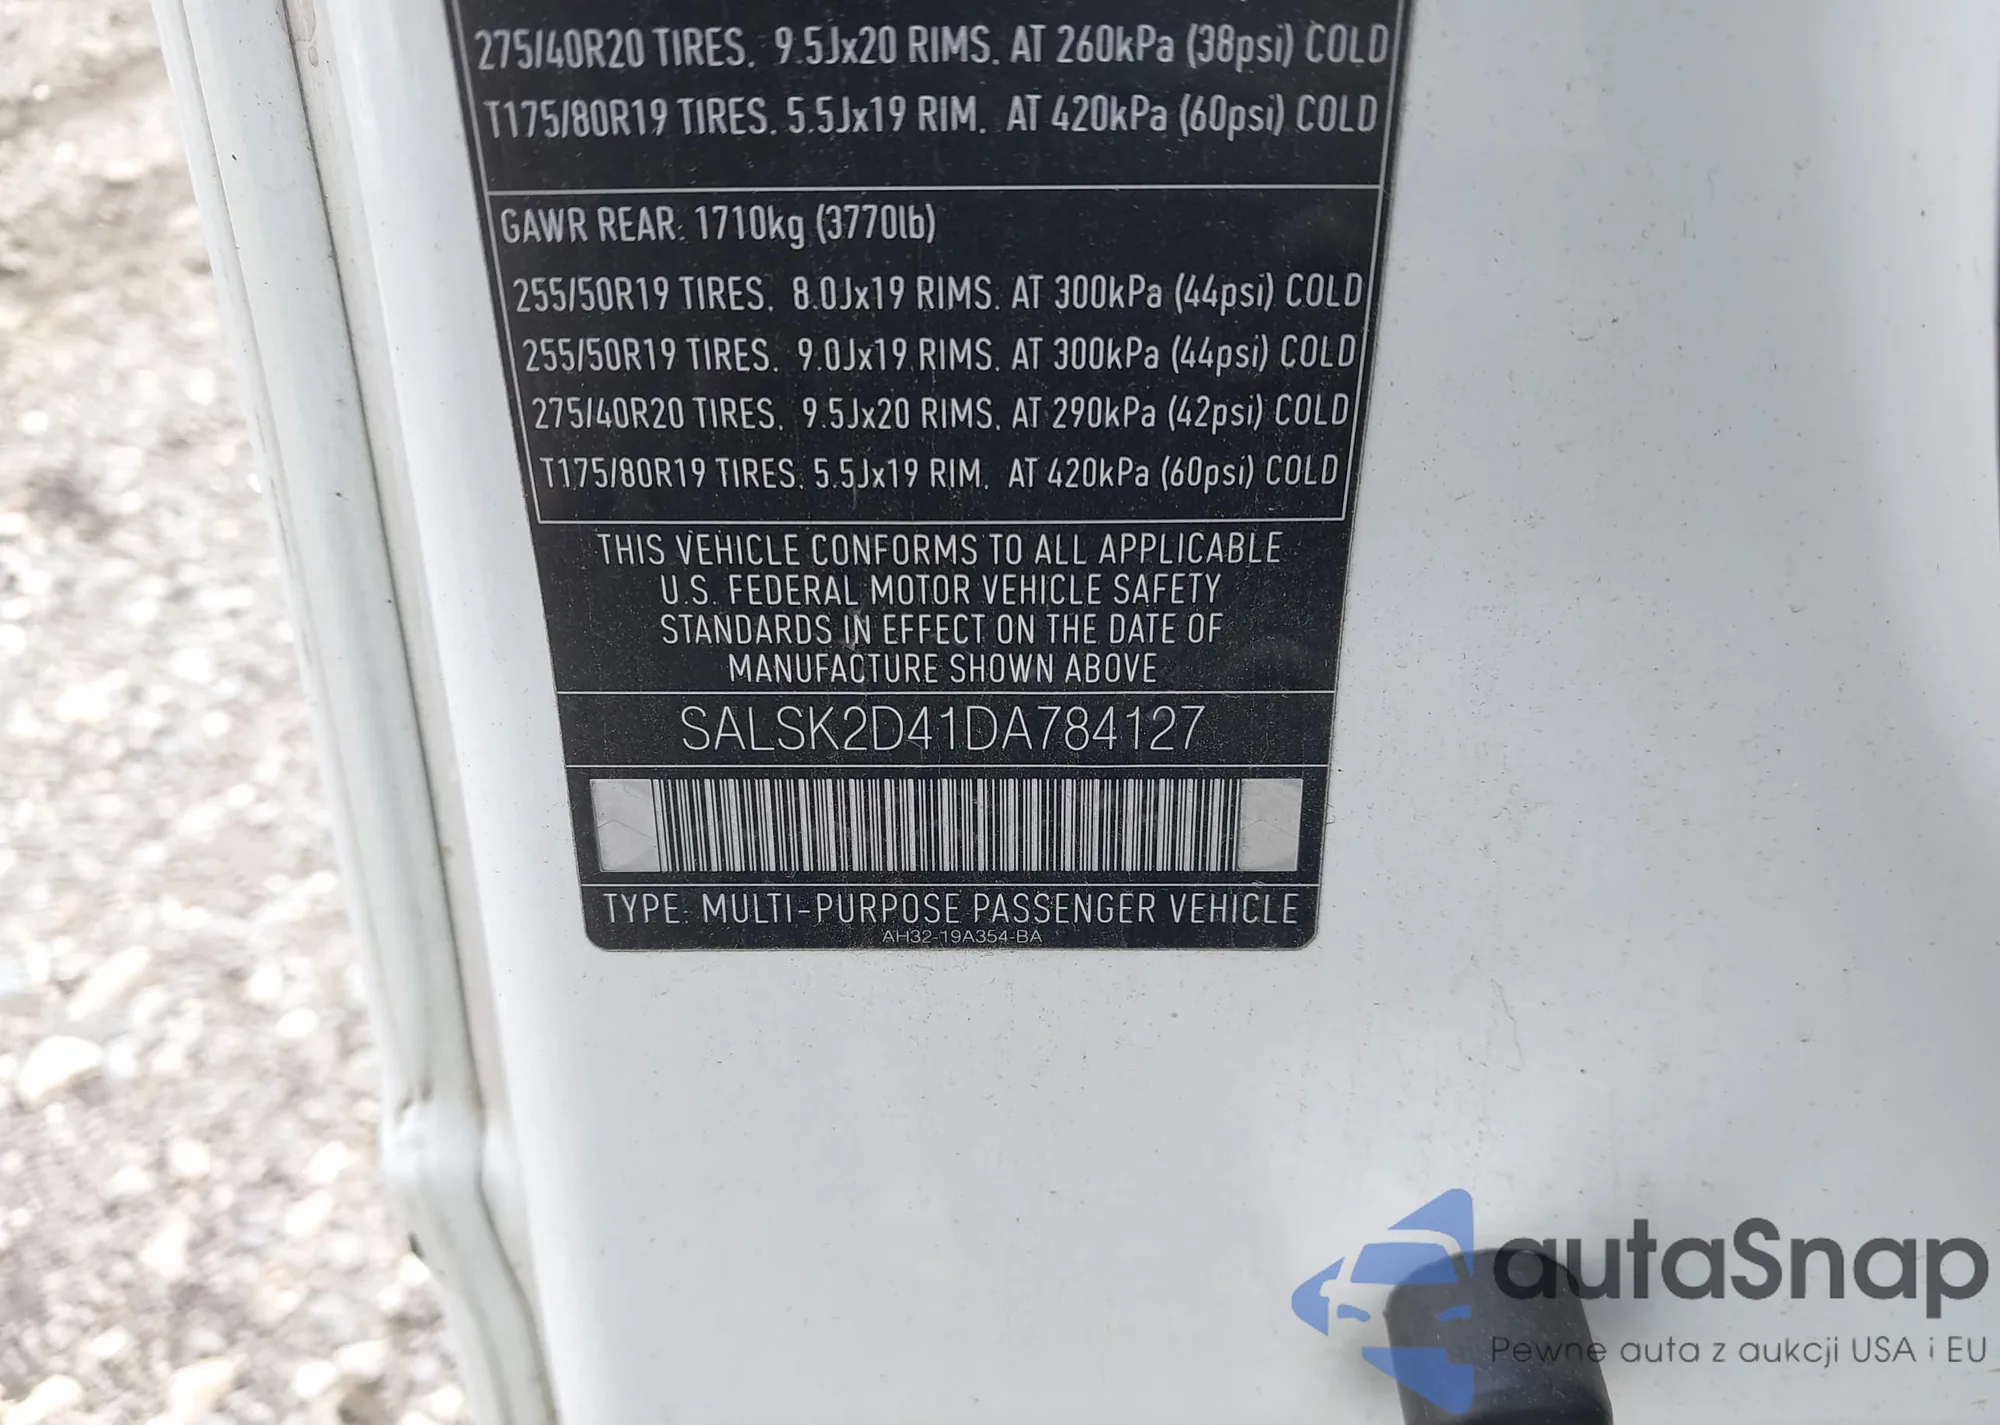 275/40R20 TIRES. 9.5Jx20 RIMS. AT 260kPa (38psi) COLD
T175/80R19 TIRES. 5.5Jx19 RIM. AT 420kPa (60psi) COLD
GAWR REAR: 1710kg (3770lb)
255/50R19 TIRES. 8.0Jx19 RIMS. AT 300kPa (44psi) COLD
255/50R19 TIRES. 9.0Jx19 RIMS. AT 300kPa (44psi) COLD
275/40R20 TIRES. 9.5Jx20 RIMS. AT 290kPa (42psi) COLD
T175/80R19 TIRES. 5.5Jx19 RIM. AT 420kPa (60psi) COLD
THIS VEHICLE CONFORMS TO ALL APPLICABLE
U.S. FEDERAL MOTOR VEHICLE SAFETY
STANDARDS IN EFFECT ON THE DATE OF
MANUFACTURE SHOWN ABOVE
SALSK2D41DA784127
TYPE: MULTI-PURPOSE PASSENGER VEHICLE
AH32-19A354-BA
autaSnap
Pewne auta z aukcji USA i EU